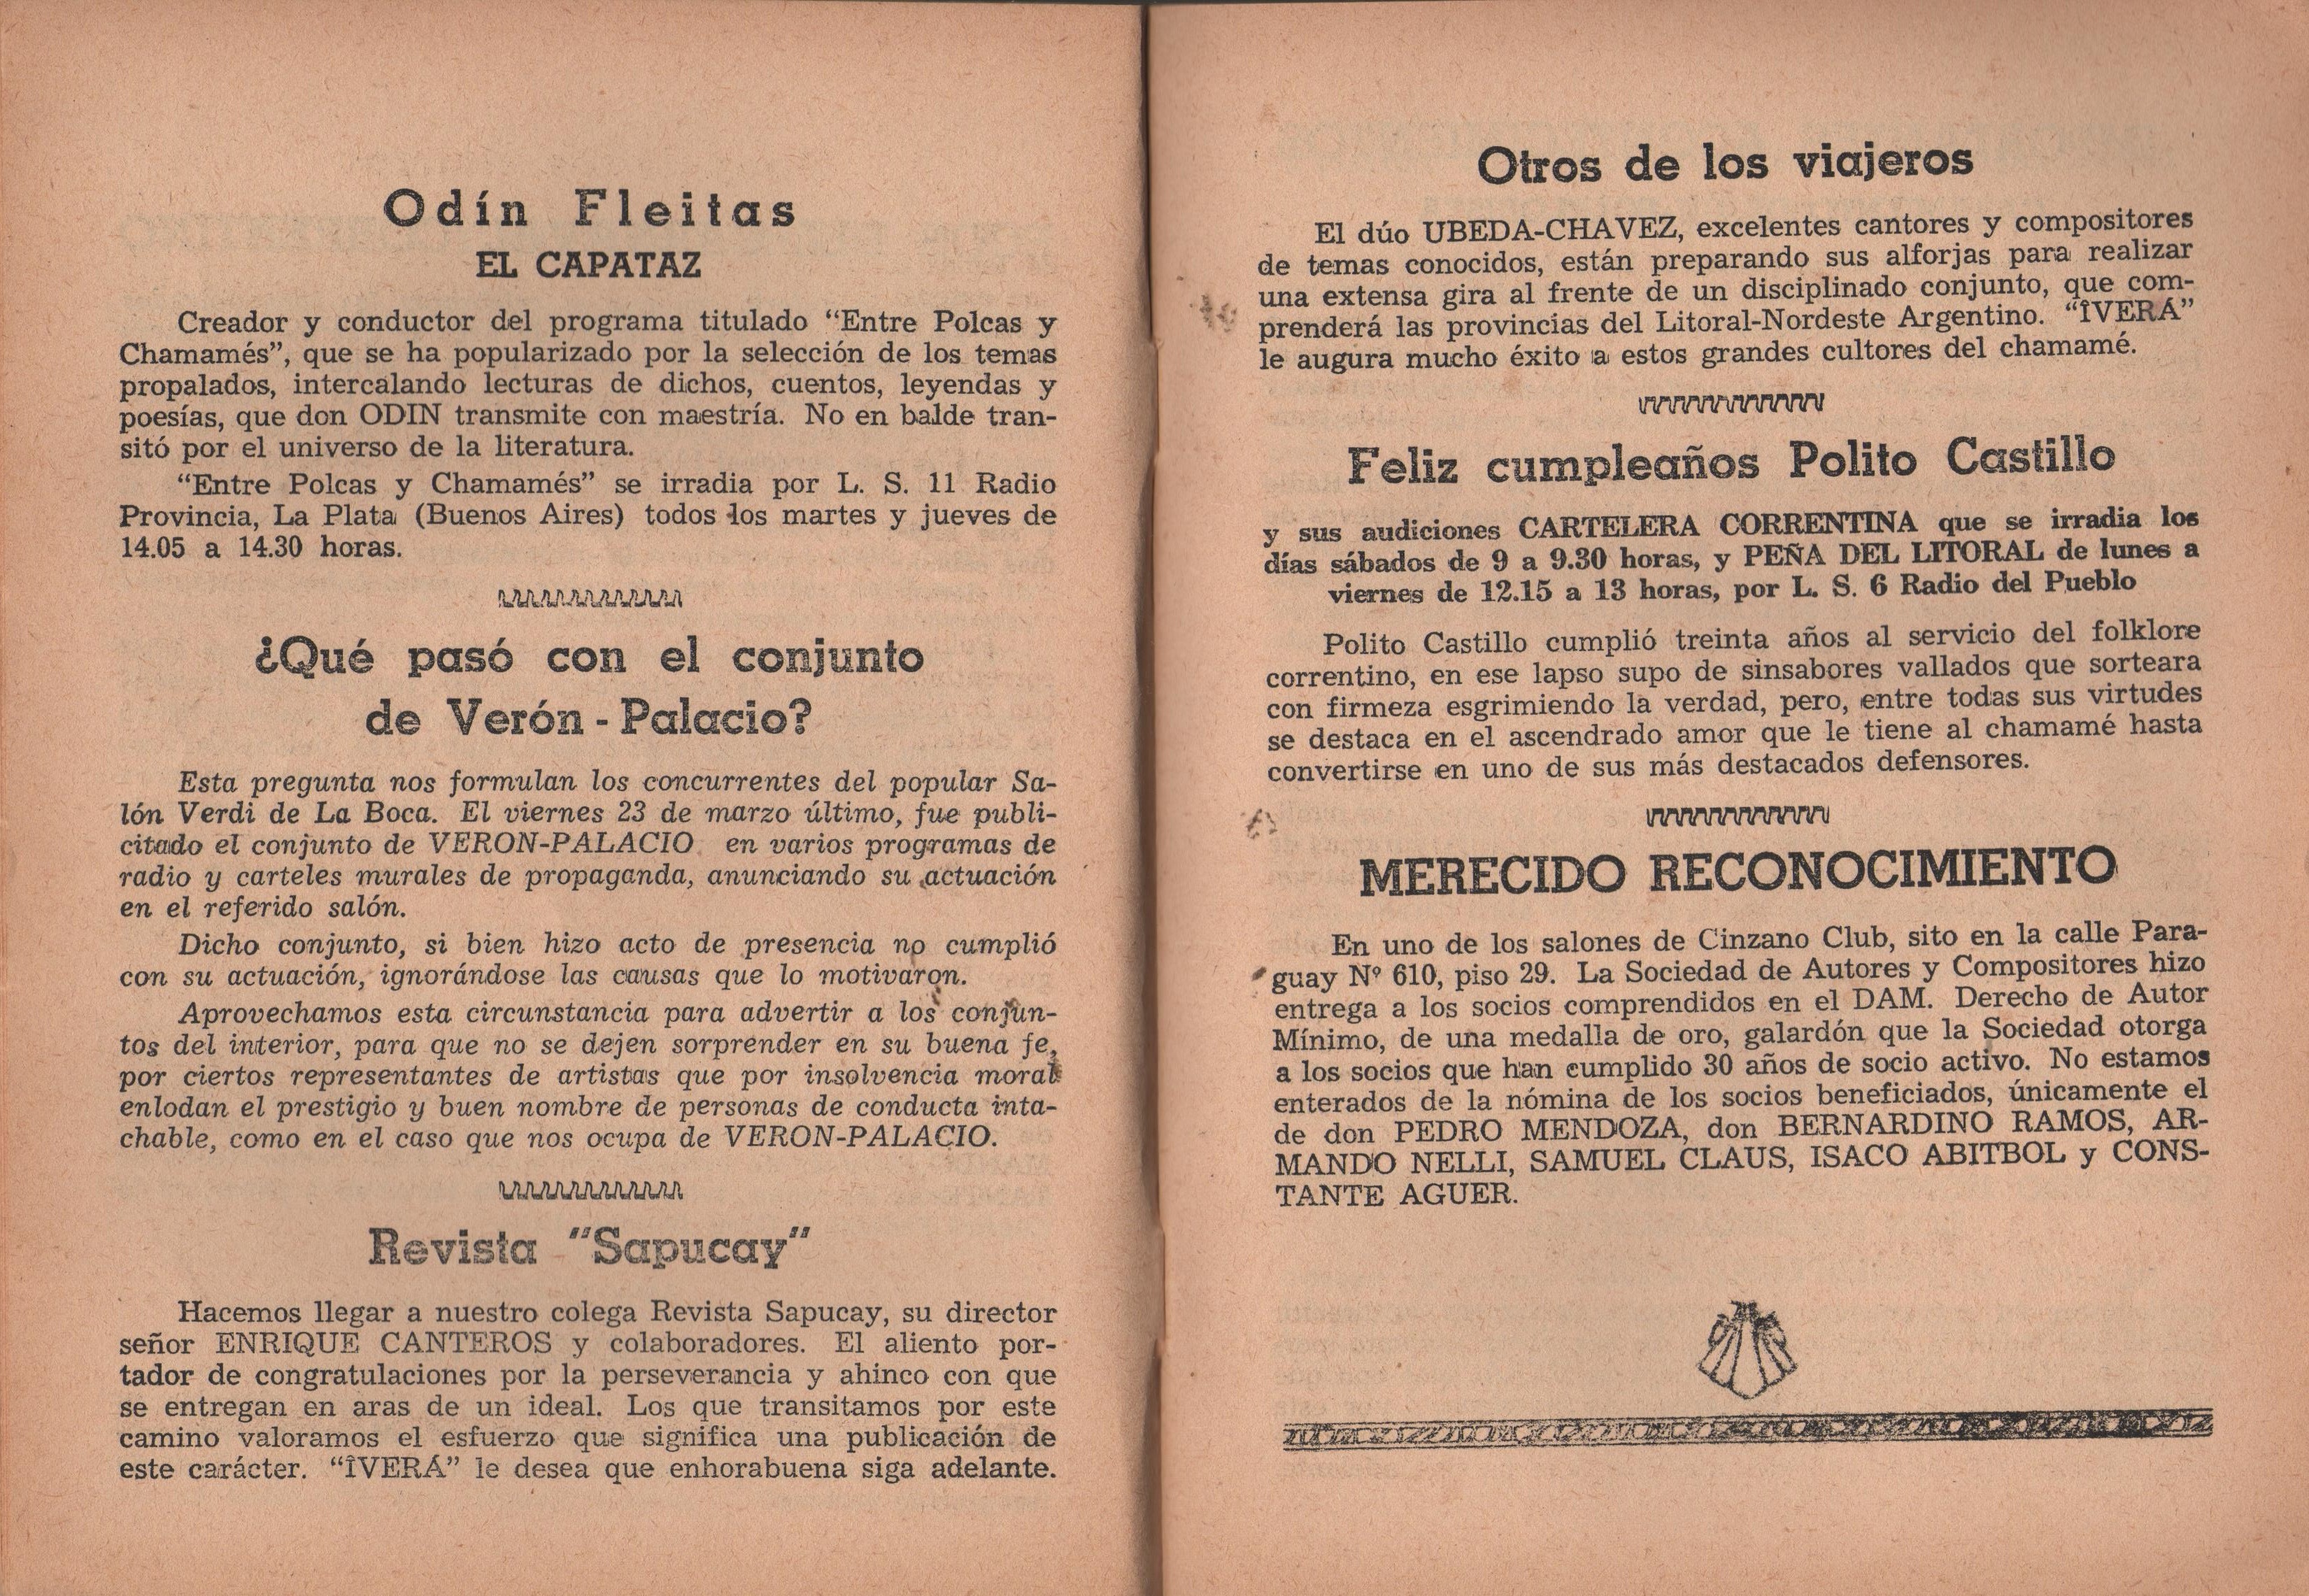 Odín Fleitas
EL CAPATAZ
Creador y conductor del programa titulado “Entre Polcas y
Chamamés”, que se ha popularizado por la selección de los temas
propalados, intercalando lecturas de dichos, cuentos, leyendas y
poesías, que don ODIN transmite con maestría. No en balde tran-
sitó por el universo de la literatura.
“Entre Polcas y Chamamés” se irradia por L. S. 11 Radio
Provincia, La Plata (Buenos Aires) todos los martes y jueves de
14.05 a 14.30 horas.
¿Qué pasó con el conjunto
de Verón - Palacio?
Esta pregunta nos formulan los concurrentes del popular Sa-
lón Verdi de La Boca. El viernes 23 de marzo último, fue publi-
citado el conjunto de VERON-PALACIO en varios programas de
radio y carteles murales de propaganda, anunciando su actuación
en el referido salón.
Dicho conjunto, si bien hizo acto de presencia no cumplió
con su actuación, ignorándose las causas que lo motivaron.
Aprovechamos esta circunstancia para advertir a los conjun-
tos del interior, para que no se dejen sorprender en su buena fe,
por ciertos representantes de artistas que por insolvencia moral
enlodan el prestigio y buen nombre de personas de conducta inta-
chable, como en el caso que nos ocupa de VERON-PALACIO.
Revista "Sapucay"
Hacemos llegar a nuestro colega Revista Sapucay, su director
señor ENRIQUE CANTEROS y colaboradores. El aliento por-
tador de congratulaciones por la perseverancia y ahinco con que
se entregan en aras de un ideal. Los que transitamos por este
camino valoramos el esfuerzo que significa una publicación de
este carácter. “ÎVERÁ” le desea que enhorabuena siga adelante.
Otros de los viajeros
El dúo UBEDA-CHAVEZ, excelentes cantores y compositores
de temas conocidos, están preparando sus alforjas para realizar
una extensa gira al frente de un disciplinado conjunto, que com-
prenderá las provincias del Litoral-Nordeste Argentino. “ÎVERÁ”
le augura mucho éxito a estos grandes cultores del chamamé.
Feliz cumpleaños Polito Castillo
y sus audiciones CARTELERA CORRENTINA que se irradia los
días sábados de 9 a 9.30 horas, y PEÑA DEL LITORAL de lunes a
viernes de 12.15 a 13 horas, por L. S. 6 Radio del Pueblo
Polito Castillo cumplió treinta años al servicio del folklore
correntino, en ese lapso supo de sinsabores vallados que sorteara
con firmeza esgrimiendo la verdad, pero, entre todas sus virtudes
se destaca en el ascendrado amor que le tiene al chamamé hasta
convertirse en uno de sus más destacados defensores.
MERECIDO RECONOCIMIENTO
En uno de los salones de Cinzano Club, sito en la calle Para-
guay Nº 610, piso 29. La Sociedad de Autores y Compositores hizo
entrega a los socios comprendidos en el DAM. Derecho de Autor
Mínimo, de una medalla de oro, galardón que la Sociedad otorga
a los socios que han cumplido 30 años de socio activo. No estamos
enterados de la nómina de los socios beneficiados, únicamente el
de don PEDRO MENDOZA, don BERNARDINO RAMOS, AR-
MANDO NELLI, SAMUEL CLAUS, ISACO ABITBOL y CONS-
TANTE AGUER.